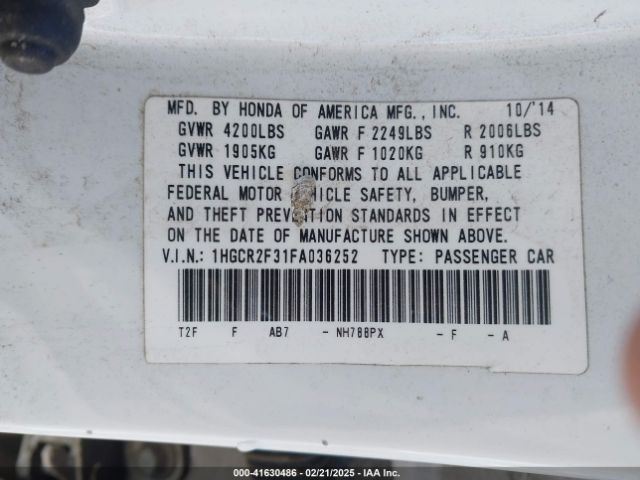 MFD. BY HONDA OF AMERICA MFG., INC. 10/'14
GVWR 4200LBS GAWR F 2249LBS R 2006LBS
GVWR 1905KG GAWR F 1020KG R 910KG
THIS VEHICLE CONFORMS TO ALL APPLICABLE
FEDERAL MOTOR VEHICLE SAFETY, BUMPER,
AND THEFT PREVENTION STANDARDS IN EFFECT
ON THE DATE OF MANUFACTURE SHOWN ABOVE.
V.I.N.: 1HGCR2F31FA036252 TYPE: PASSENGER CAR
T2F F AB7 - NH788PX - F - A
000-41630486 - 02/21/2025 - IAA Inc.